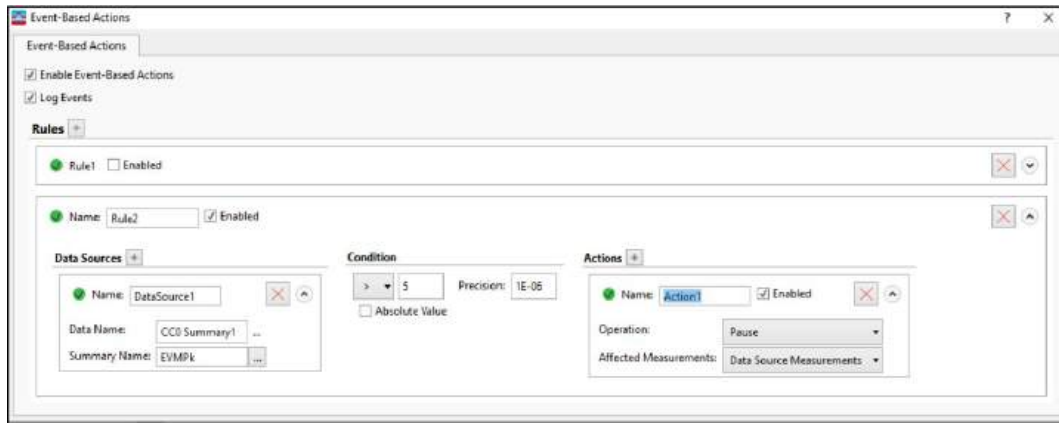 Event-Based Actions
? X
Event-Based Actions
Enable Event-Based Actions
Log Events
Rules +
Rule1 Enabled
Name Rule2 Enabled
Data Sources + Condition Actions +
Name: DataSource1 > 5 Precision: 1E-06 Name: Action1 Enabled
Absolute Value
Data Name: CC0 Summary1 ... Operation: Pause
Summary Name: EVMPk ... Affected Measurements: Data Source Measurements